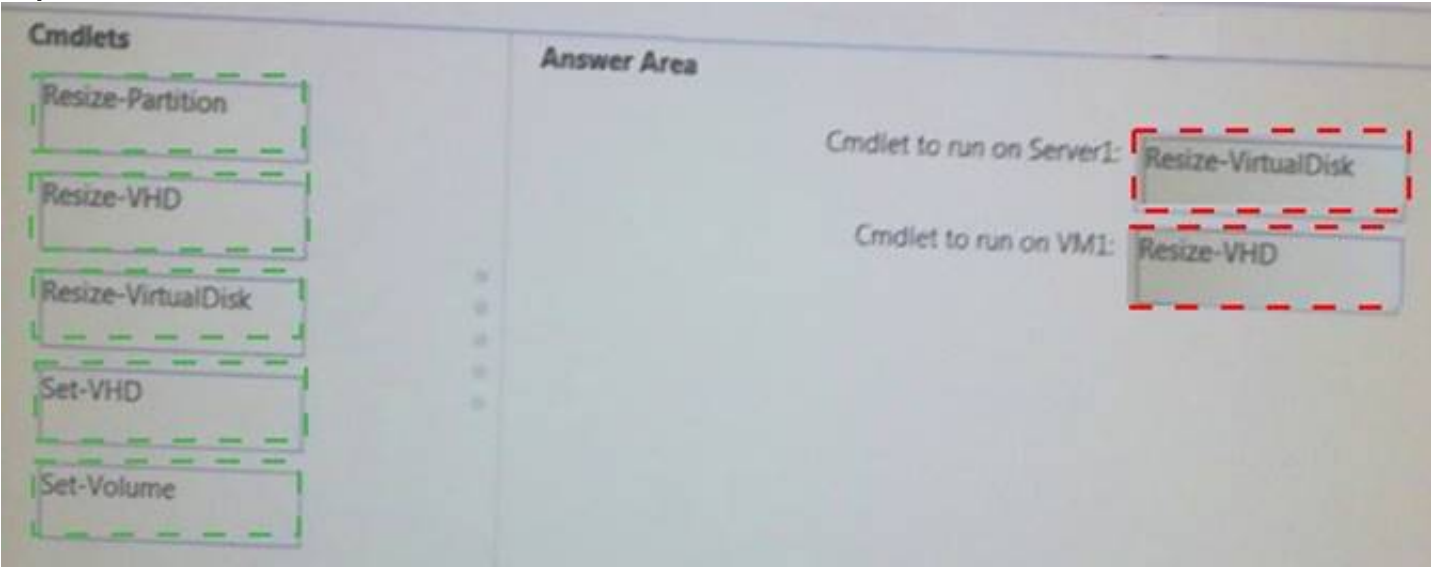 Cmdlets
Resize-Partition
Resize-VHD
Resize-VirtualDisk
Set-VHD
Set-Volume
Answer Area
Cmdlet to run on Server1: Resize-VirtualDisk
Cmdlet to run on VM1: Resize-VHD